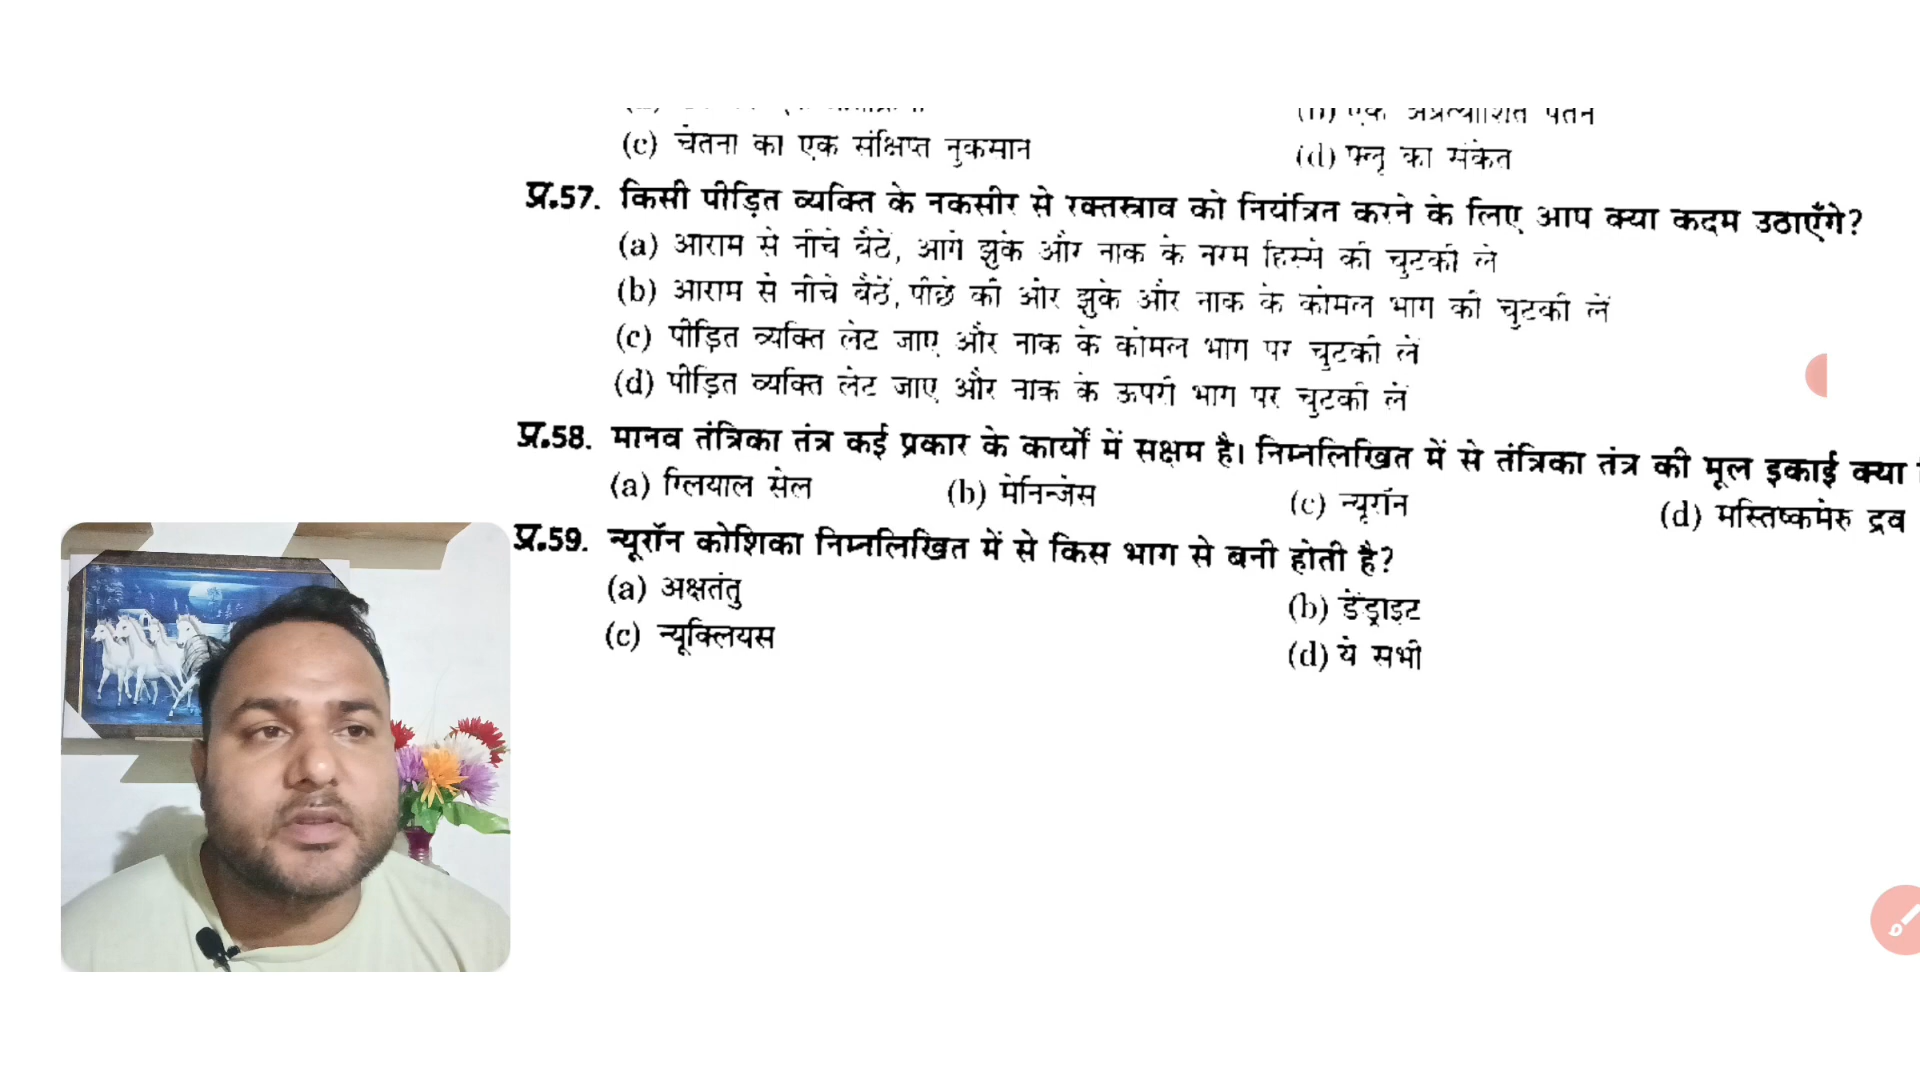 (c) चेतना का एक संक्षिप्त नुकसान
(d) फ्लू का संकेत
प्र.57. किसी पीड़ित व्यक्ति के नकसीर से रक्तस्त्राव को नियंत्रित करने के लिए आप क्या कदम उठाएँगे?
(a) आराम से नीचे बैठें, आगे झुके और नाक के नरम हिस्से की चुटकी ले
(b) आराम से नीचे बैठें, पीछे की ओर झुके और नाक के कोमल भाग की चुटकी लें
(c) पीड़ित व्यक्ति लेट जाए और नाक के कोमल भाग पर चुटकी लें
(d) पीड़ित व्यक्ति लेट जाए और नाक के ऊपरी भाग पर चुटकी लें
प्र.58. मानव तंत्रिका तंत्र कई प्रकार के कार्यों में सक्षम है। निम्नलिखित में से तंत्रिका तंत्र की मूल इकाई क्या
(a) ग्लियाल सेल (b) मेनिन्जेस (c) न्यूरॉन (d) मस्तिष्कमेरु द्रव
प्र.59. न्यूरॉन कोशिका निम्नलिखित में से किस भाग से बनी होती है?
(a) अक्षतंतु (b) डेंड्राइट
(c) न्यूक्लियस (d) ये सभी